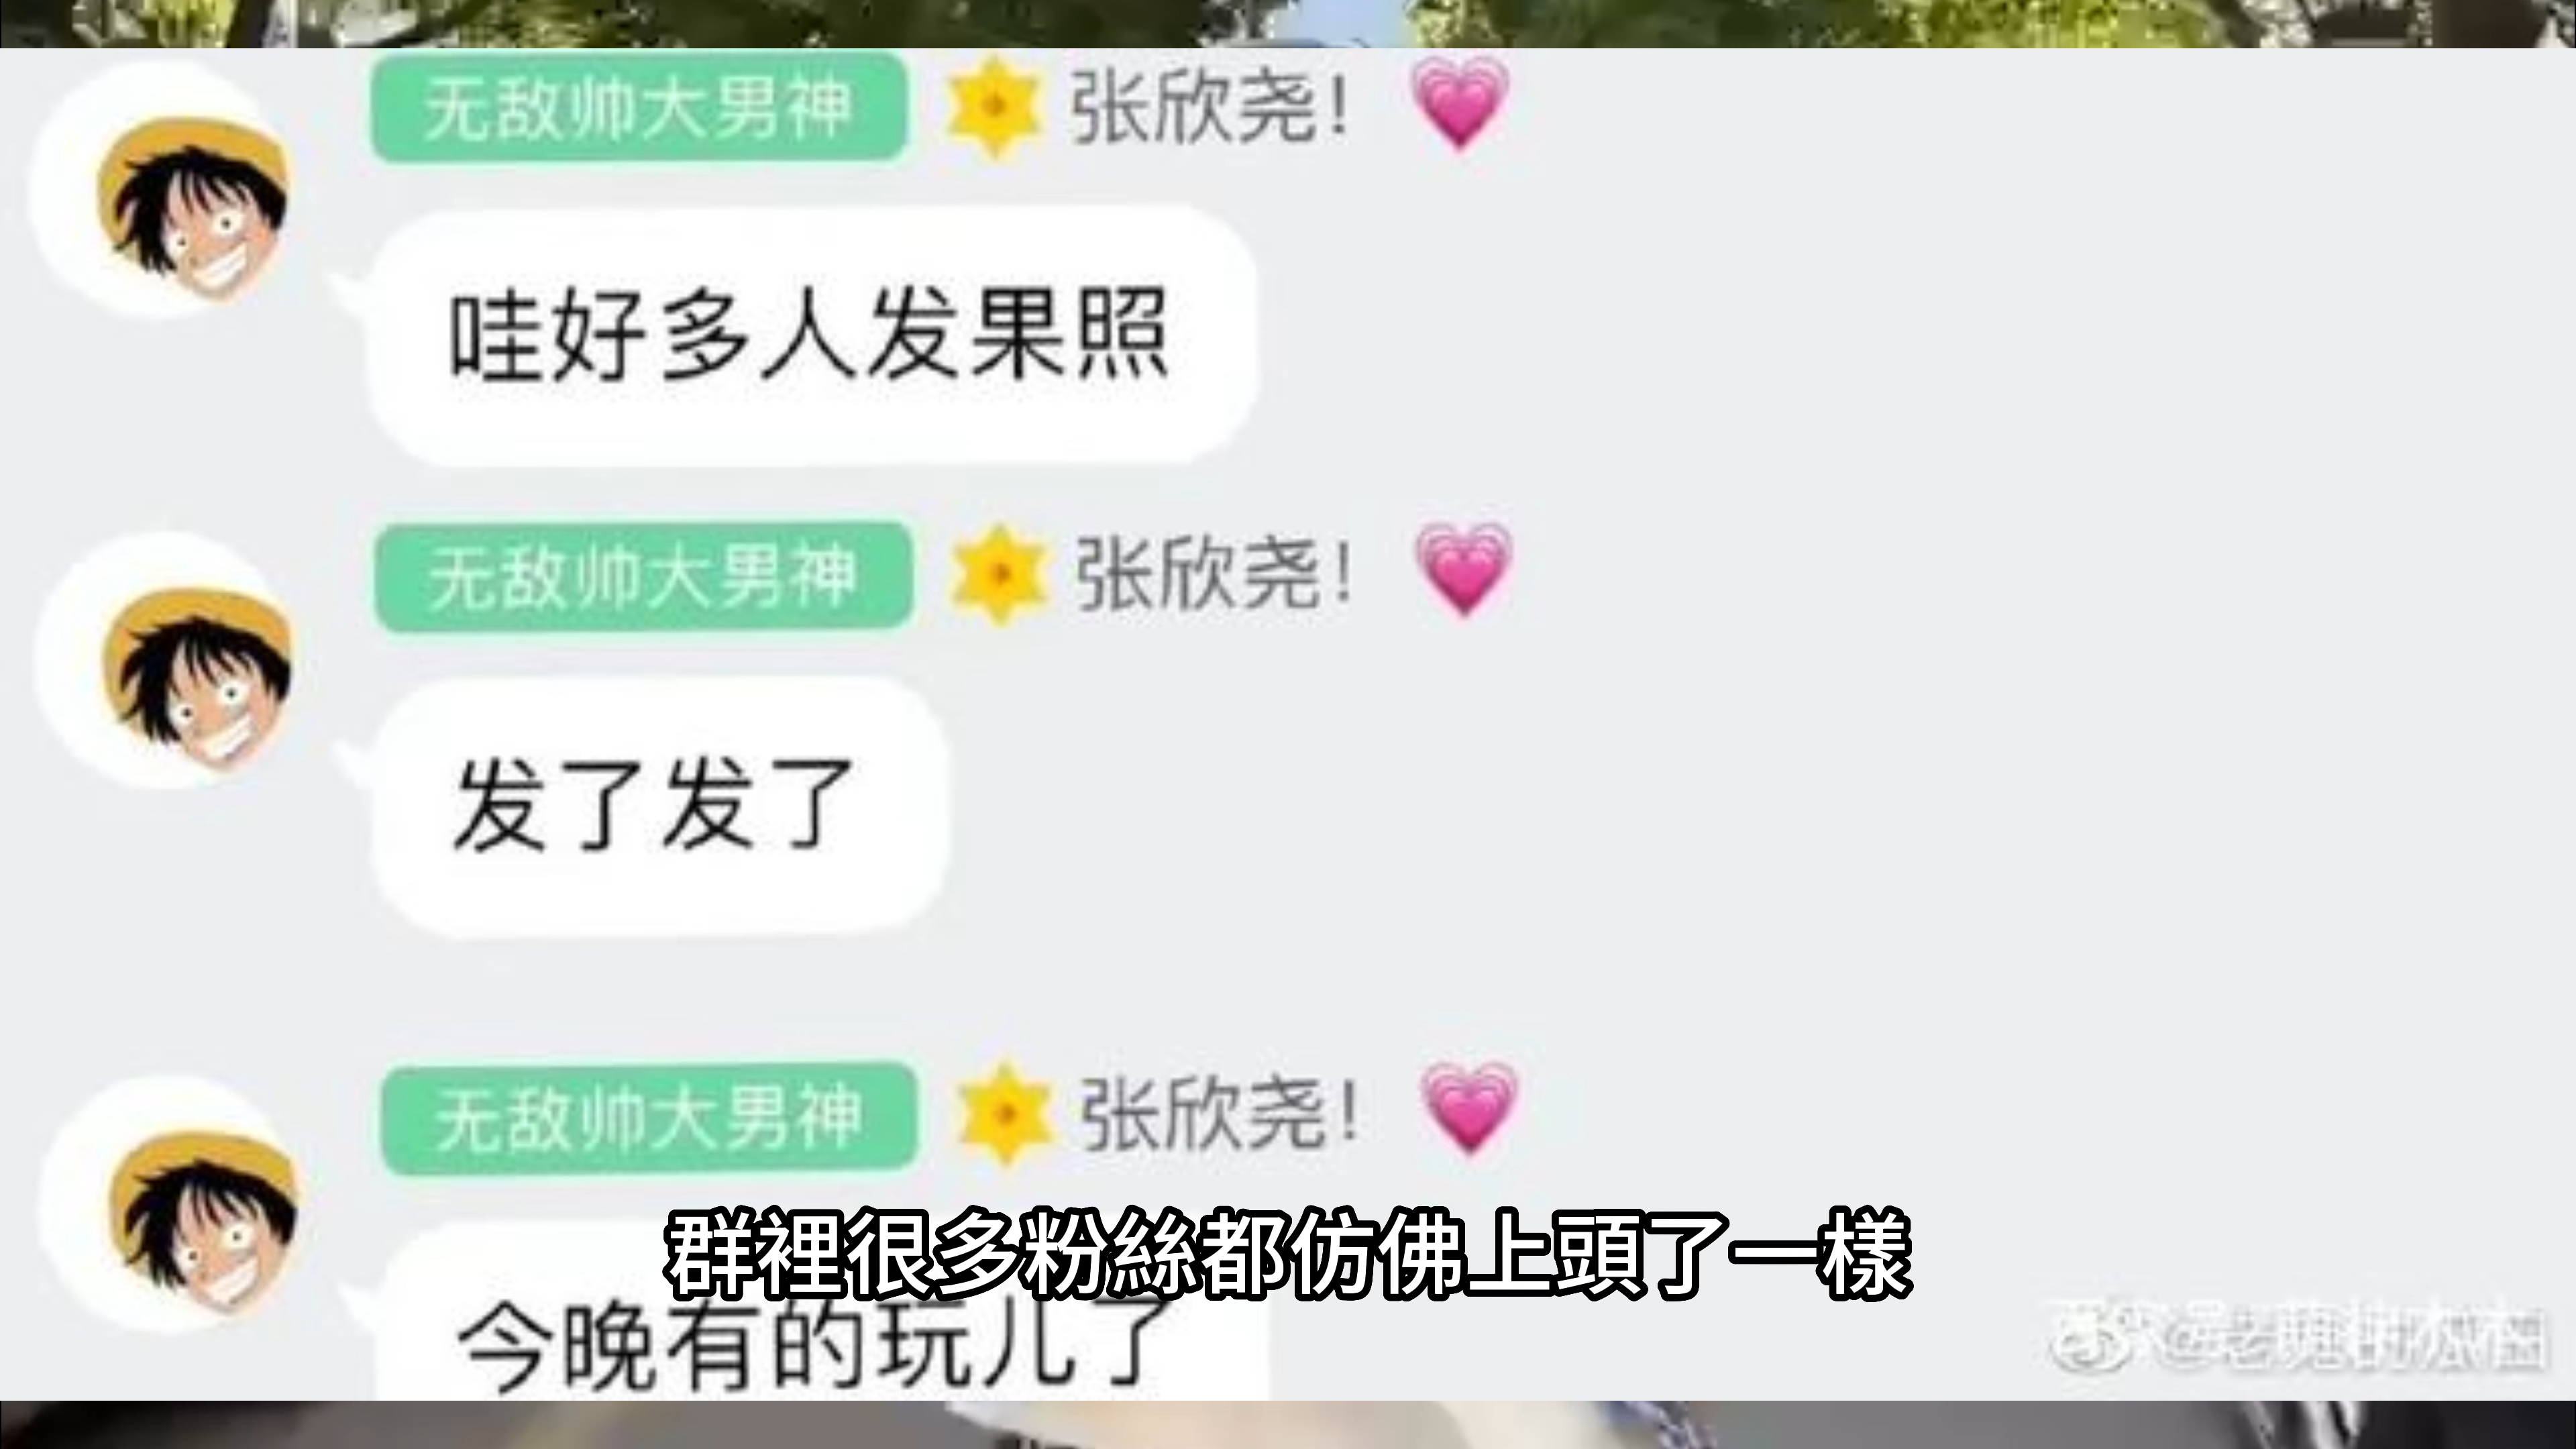 无敌帅大男神 张欣尧!
哇好多人发果照
无敌帅大男神 张欣尧!
发了发了
无敌帅大男神 张欣尧!
群裡很多粉絲都仿佛上頭了一樣
今晚有的玩儿了